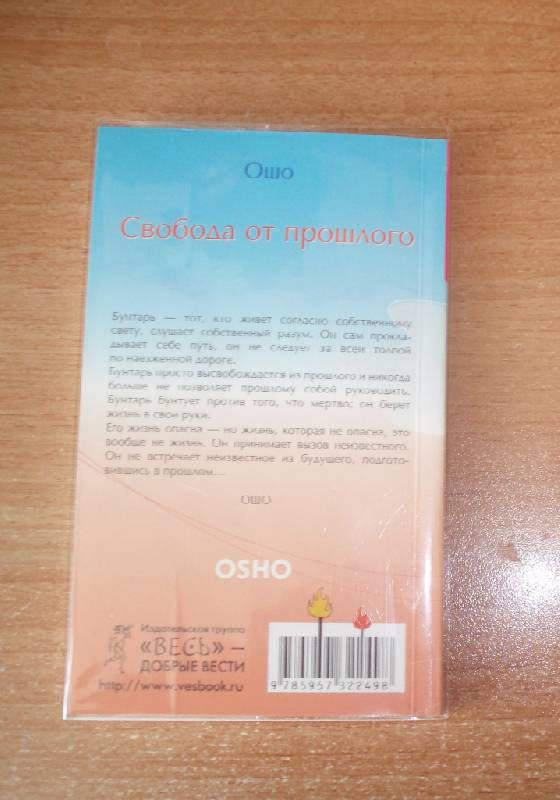 Ошо
Свобода от прошлого
Бунтарь — тот, кто живет согласно собственному
свету, слушает собственный разум. Он сам прокла-
дывает себе путь, он не следует за всей толпой
по наезженной дороге.
Бунтарь просто высвобождается из прошлого и никогда
больше не позволяет прошлому собой руководить.
Бунтарь бунтует против того, что мертво; он берет
жизнь в свои руки.
Его жизнь опасна — но жизнь, которая не опасна, это
вообще не жизнь. Он принимает вызов неизвестного.
Он не встречает неизвестное из будущего, подгото-
вившись в прошлом...
ОШО
OSHO
Издательская группа
«ВЕСЬ» –
ДОБРЫЕ ВЕСТИ
http://www.vesbook.ru
9 785957 322498